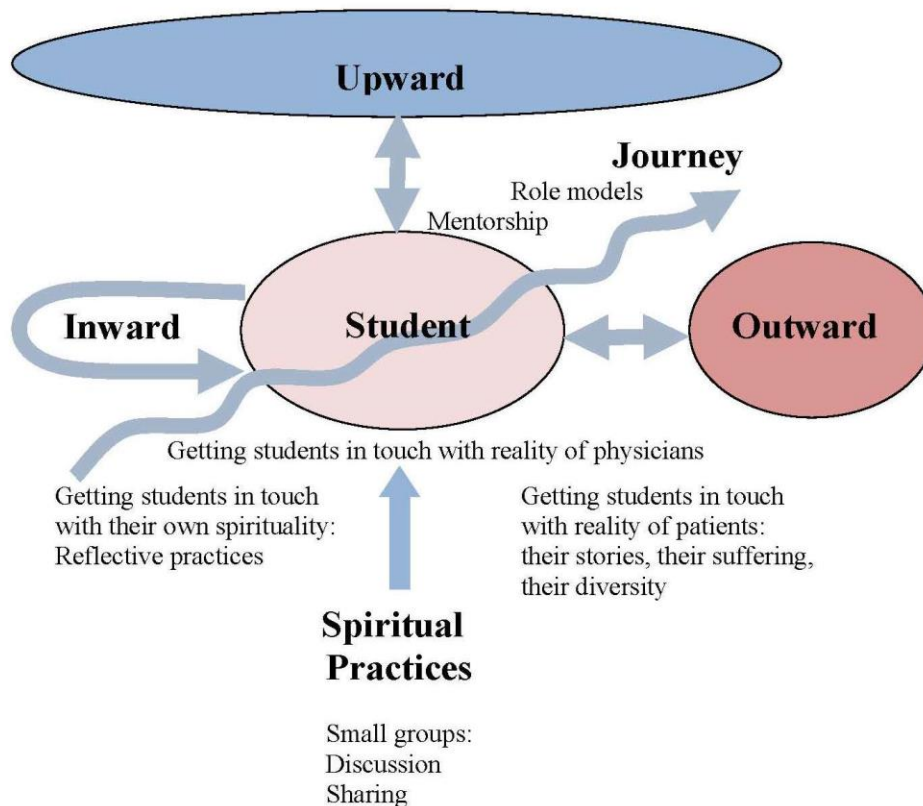 Upward
Journey
Role models
Mentorship
Inward
Student
Outward
Getting students in touch with reality of physicians
Getting students in touch
with their own spirituality:
Reflective practices
Getting students in touch
with reality of patients:
their stories, their suffering,
their diversity
Spiritual
Practices
Small groups:
Discussion
Sharing